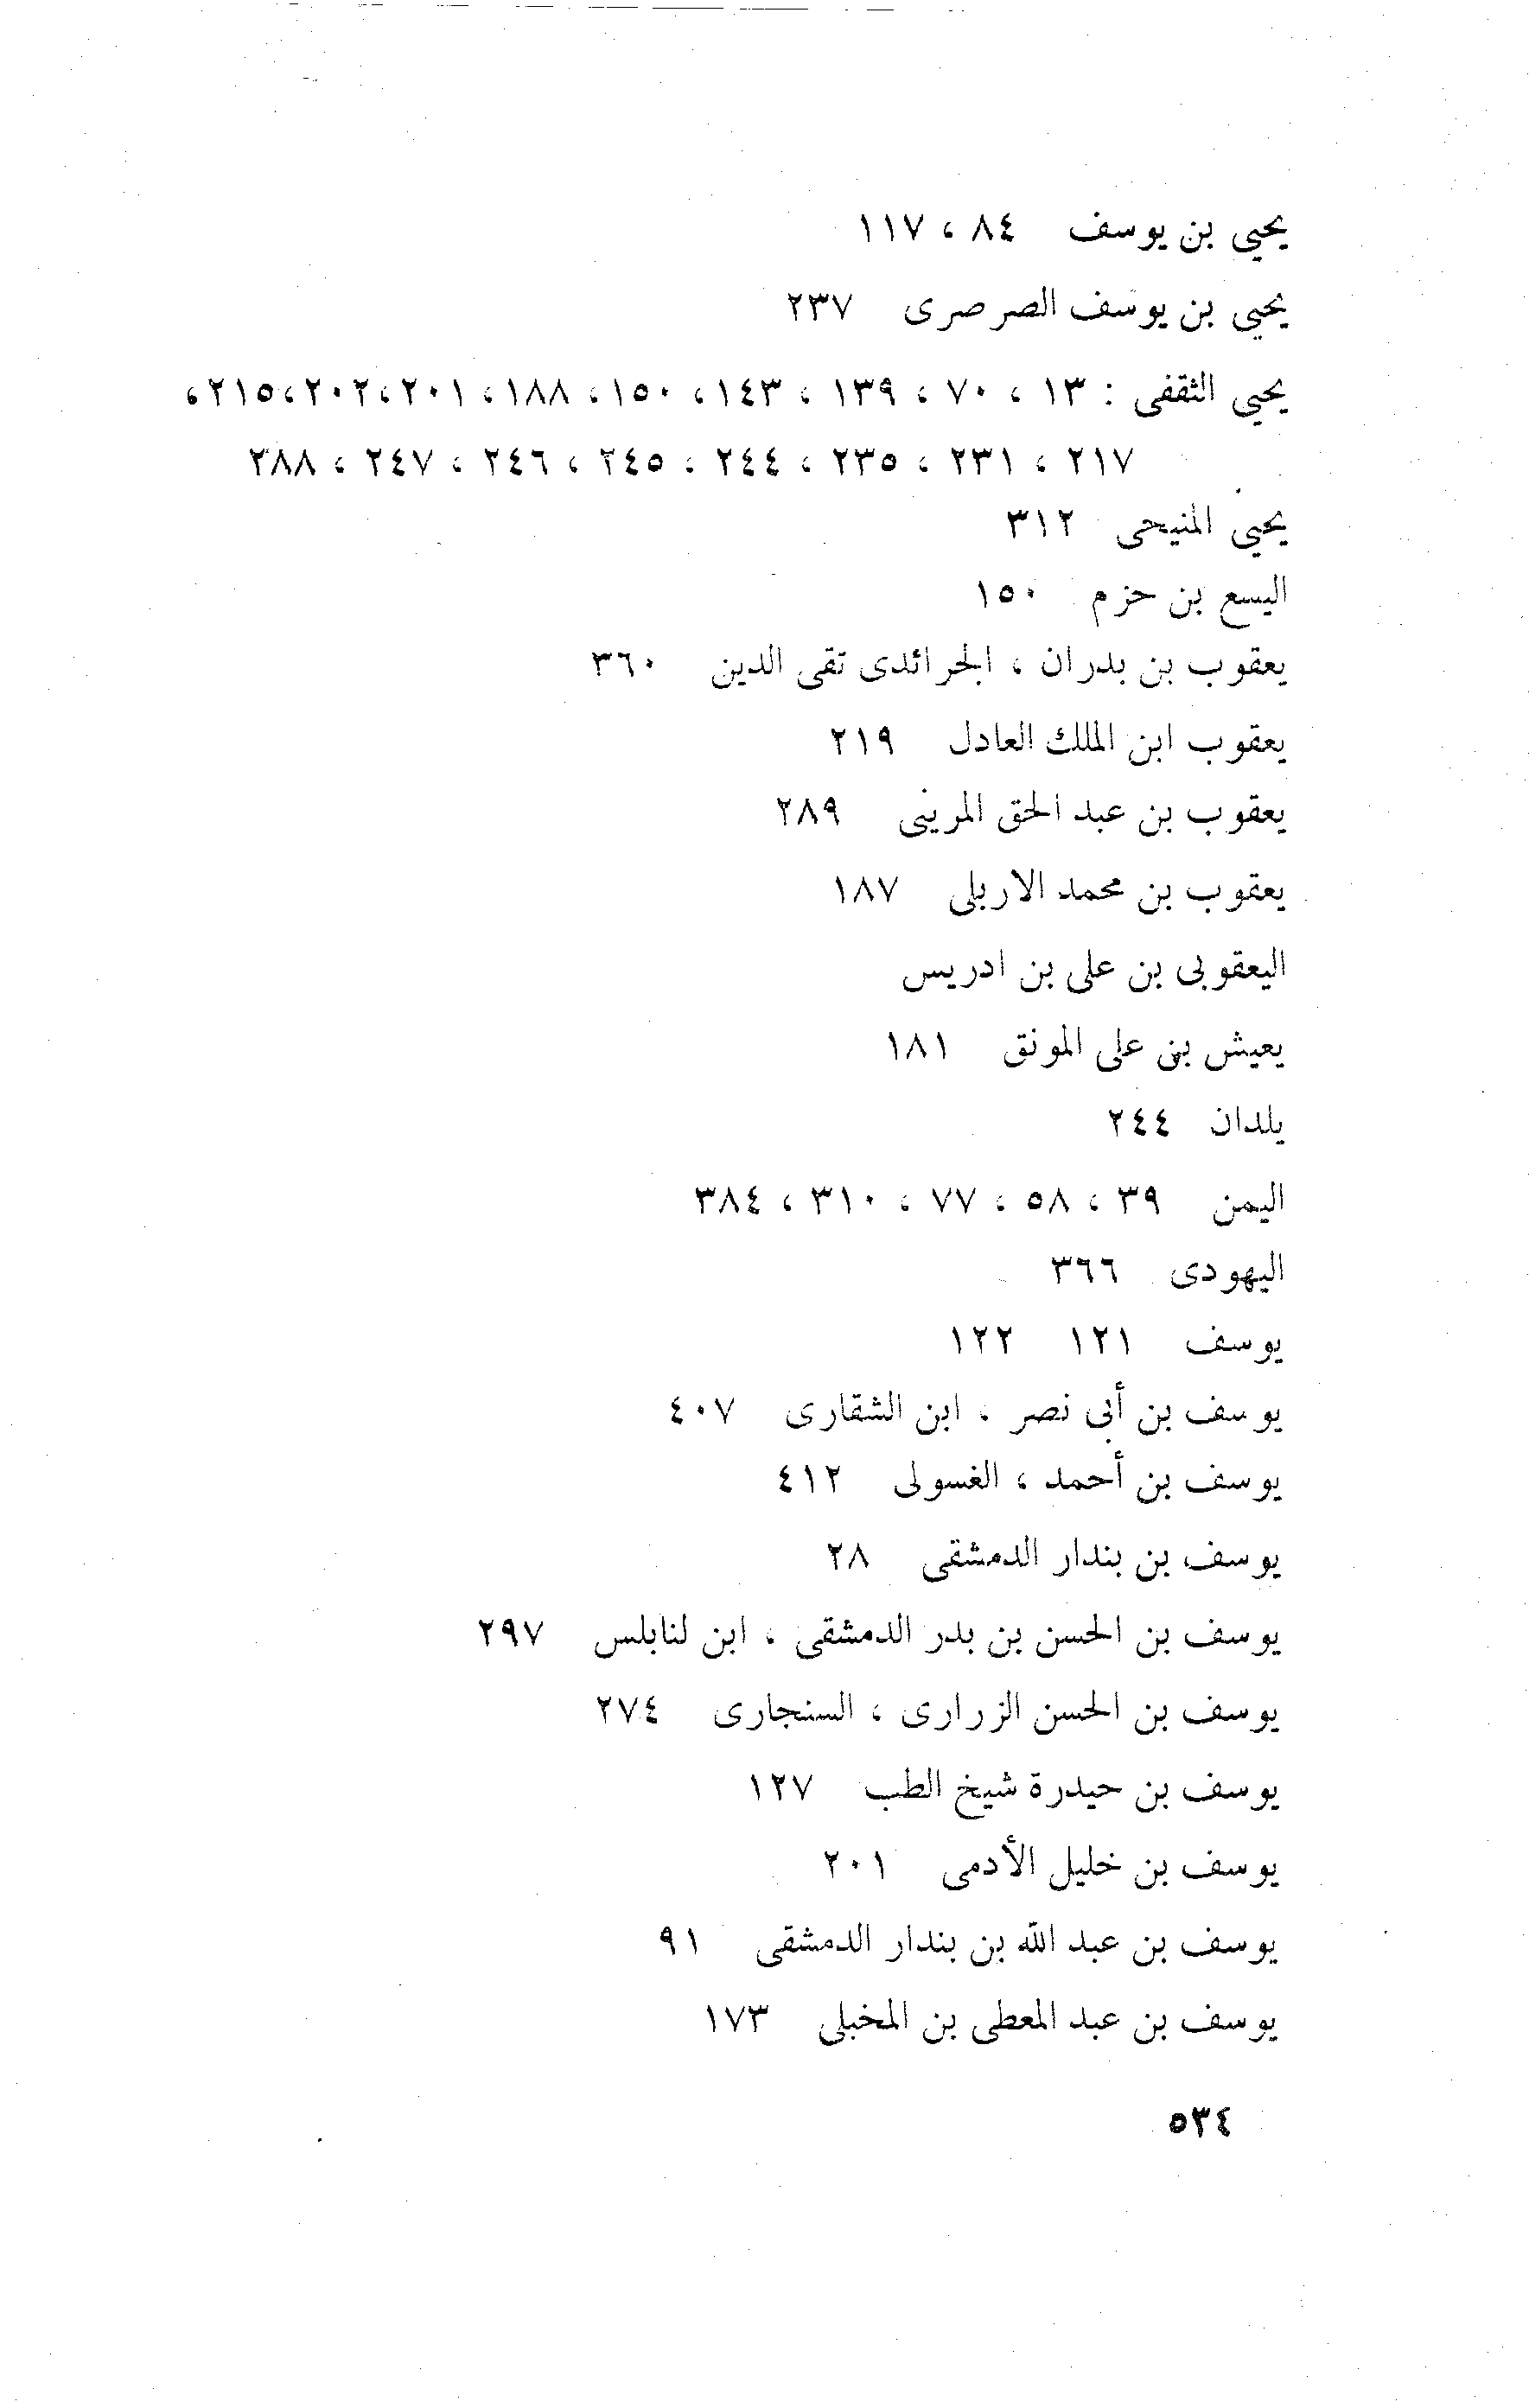 يحيى بن يوسف ٨٤ ، ١١٧
يحيى بن يوسف الصرصرى ٢٣٧
يحيى الثقفى : ١٣ ، ٧٠ ، ١٣٩ ، ١٤٣ ، ١٥٠ ، ١٨٨ ، ٢٠١ ، ٢٠٢ ، ٢١٥ ،
٢١٧ ، ٢٣١ ، ٢٣٥ ، ٢٤٤ ، ٢٤٥ ، ٢٤٦ ، ٢٤٧ ، ٢٨٨
يحيى المنيحى ٣١٢
اليسع بن حزم ١٥٠
يعقوب بن بدران ، الجرائدى تقى الدين ٣٦٠
يعقوب ابن الملك العادل ٢١٩
يعقوب بن عبد الحق المرينى ٢٨٩
يعقوب بن محمد الاربلى ١٨٧
اليعقوبى بن على بن ادريس
يعيش بن على المونق ١٨١
يلدان ٢٤٤
اليمن ٣٩ ، ٥٨ ، ٧٧ ، ٣١٠ ، ٣٨٤
اليهودى ٣٦٦
يوسف ١٢١ ١٢٢
يوسف بن أبى نصر ، ابن الشقارى ٤٠٧
يوسف بن أحمد ، الغسولى ٤١٢
يوسف بن بندار الدمشقى ٢٨
يوسف بن الحسن بن بدر الدمشقى ، ابن لنابلس ٢٩٧
يوسف بن الحسن الزرارى ، السنجارى ٢٧٤
يوسف بن حيدرة شيخ الطب ١٢٧
يوسف بن خليل الأدمى ٢٠١
يوسف بن عبد الله بن بندار الدمشقى ٩١
يوسف بن عبد المعطى بن المخبلى ١٧٣
٥٣٤